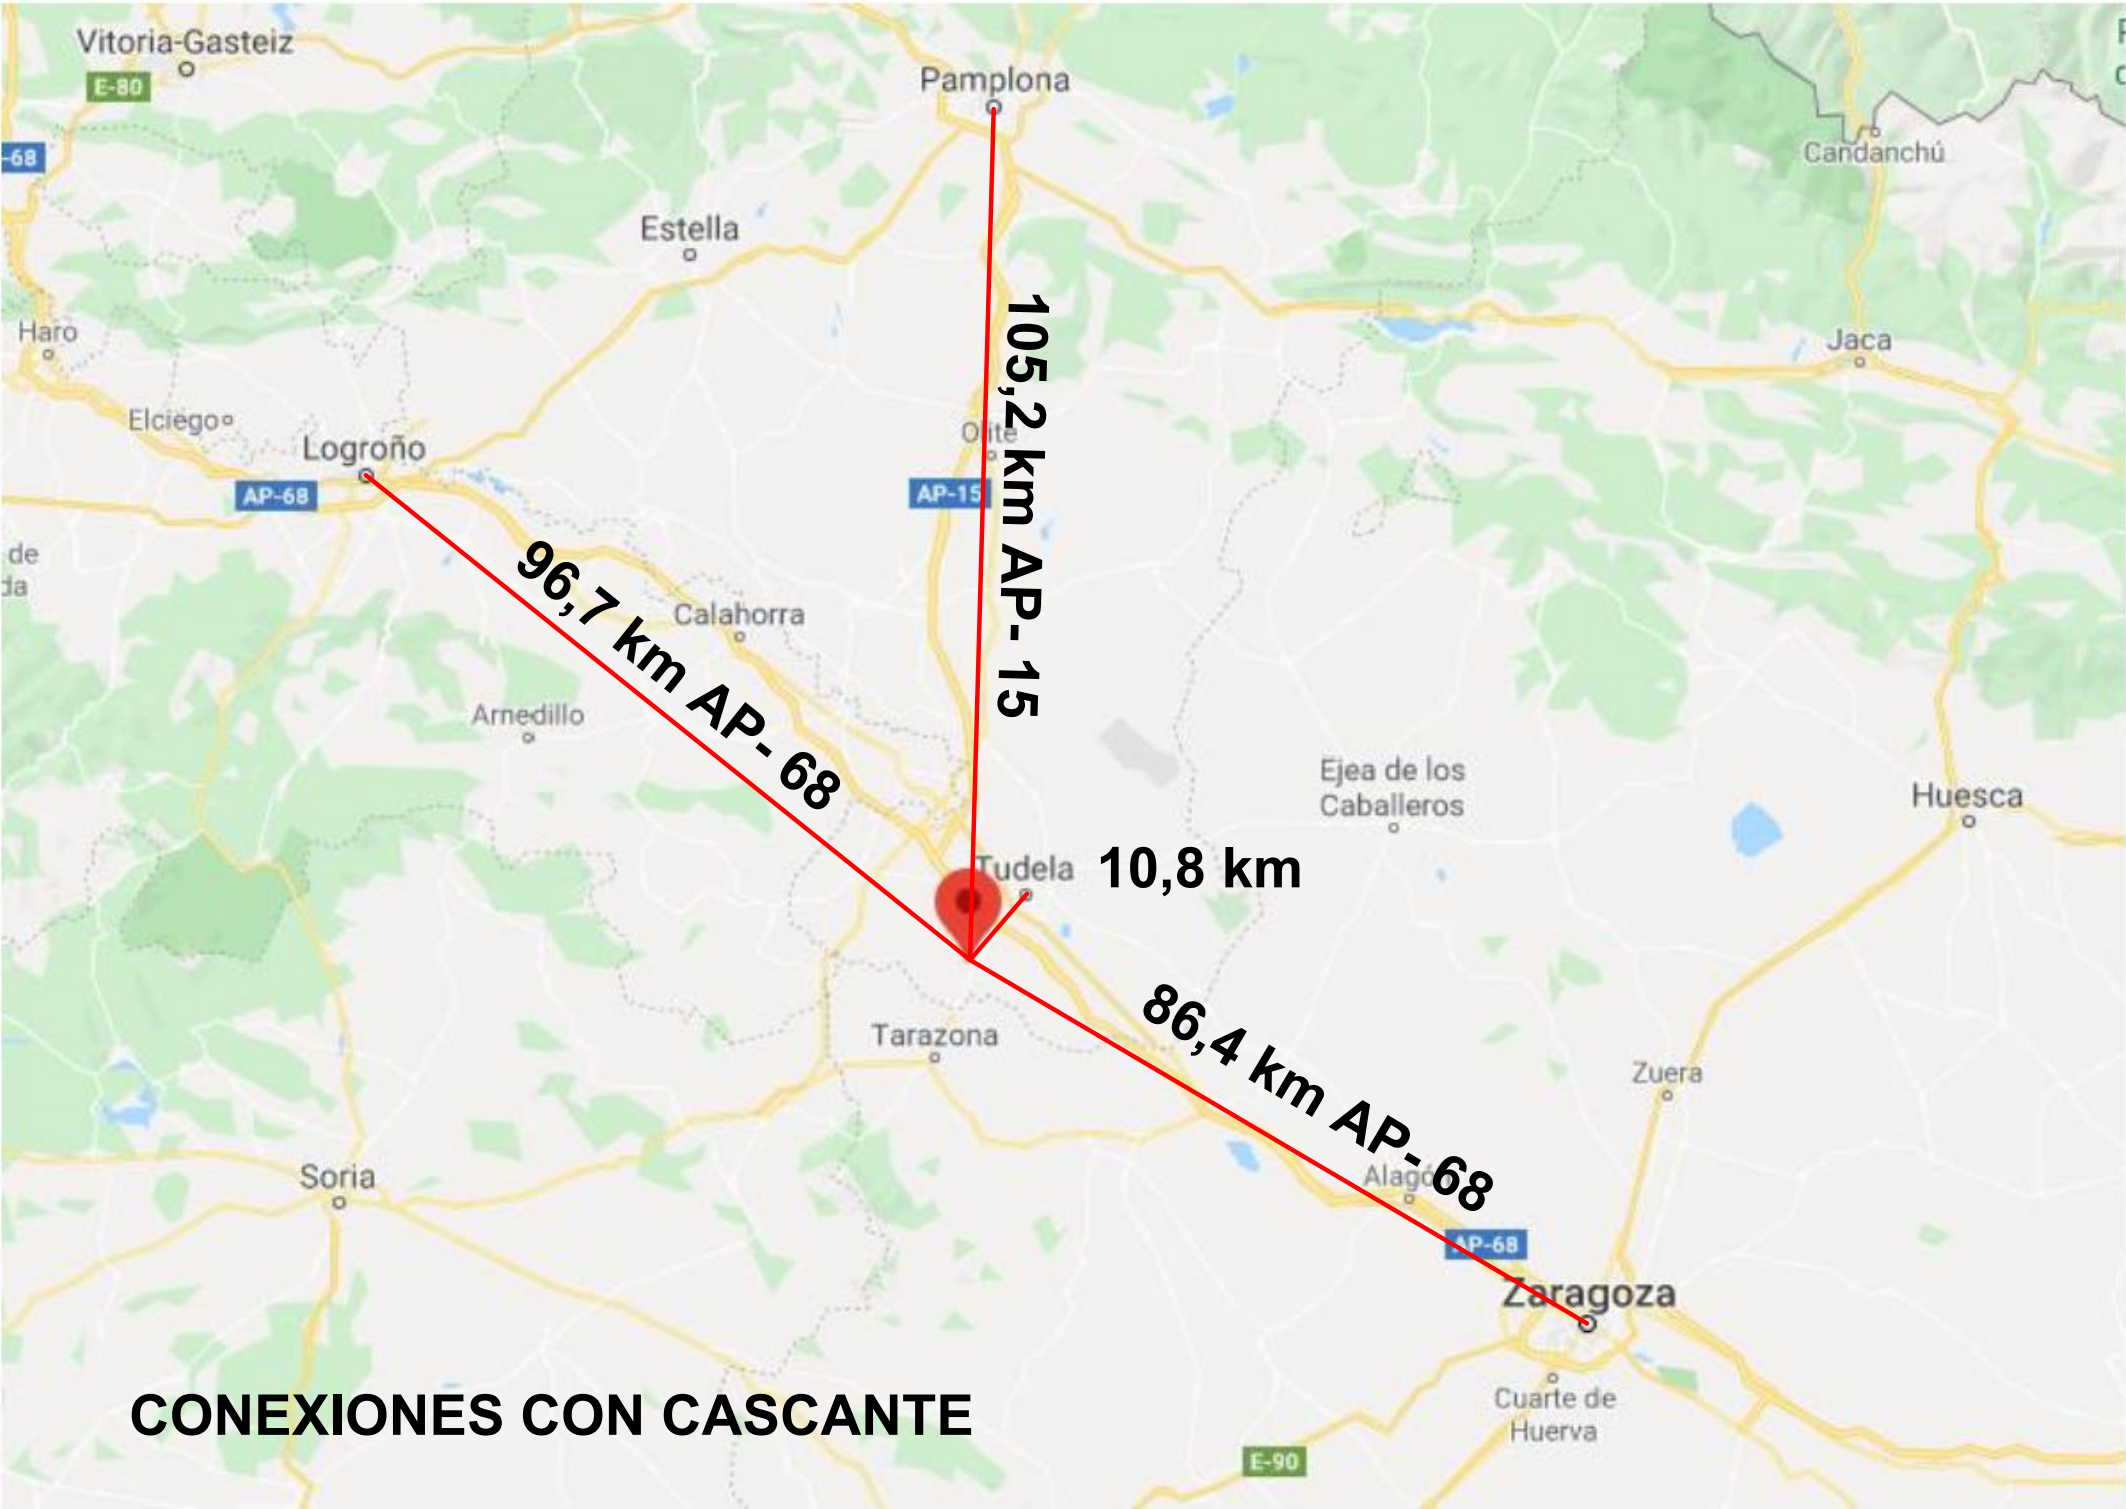 Vitoria-Gasteiz
E-80
-68
Pamplona
Candanchú
Estella
Haro
Jaca
105,2 km AP- 15
Elciego
Logroño
Olite
AP-68
AP-15
de
da
96,7 km AP- 68
Calahorra
Arnedillo
Ejea de los
Caballeros
Huesca
Tudela
10,8 km
Tarazona
86,4 km AP- 68
Zuera
Soria
Alagón
AP-68
Zaragoza
Cuarte de
Huerva
CONEXIONES CON CASCANTE
E-90